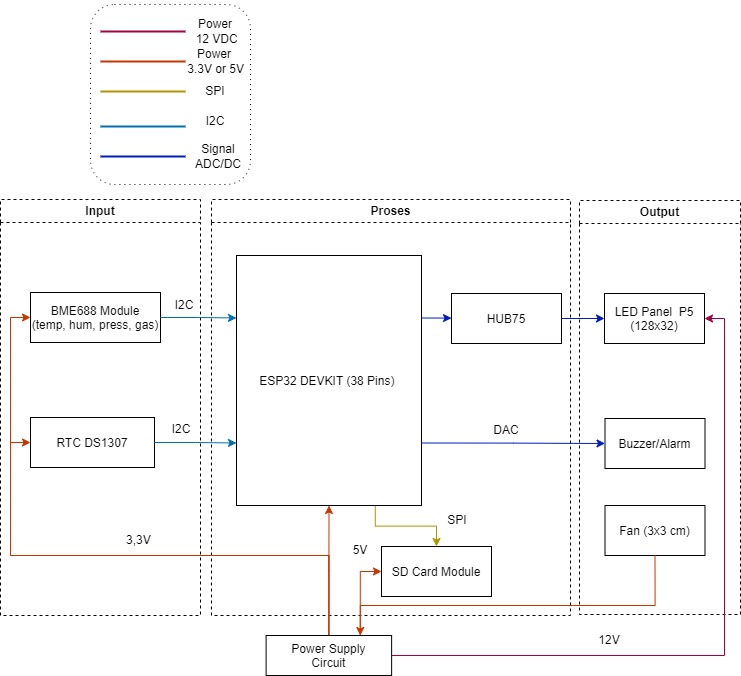 Power
12 VDC
Power
3.3V or 5V
SPI
I2C
Signal
ADC/DC
Input
Proses
Output
BME688 Module
(temp, hum, press, gas)
I2C
ESP32 DEVKIT (38 Pins)
HUB75
LED Panel  P5
(128x32)
RTC DS1307
I2C
DAC
Buzzer/Alarm
SPI
Fan (3x3 cm)
3,3V
5V
SD Card Module
12V
Power Supply
Circuit